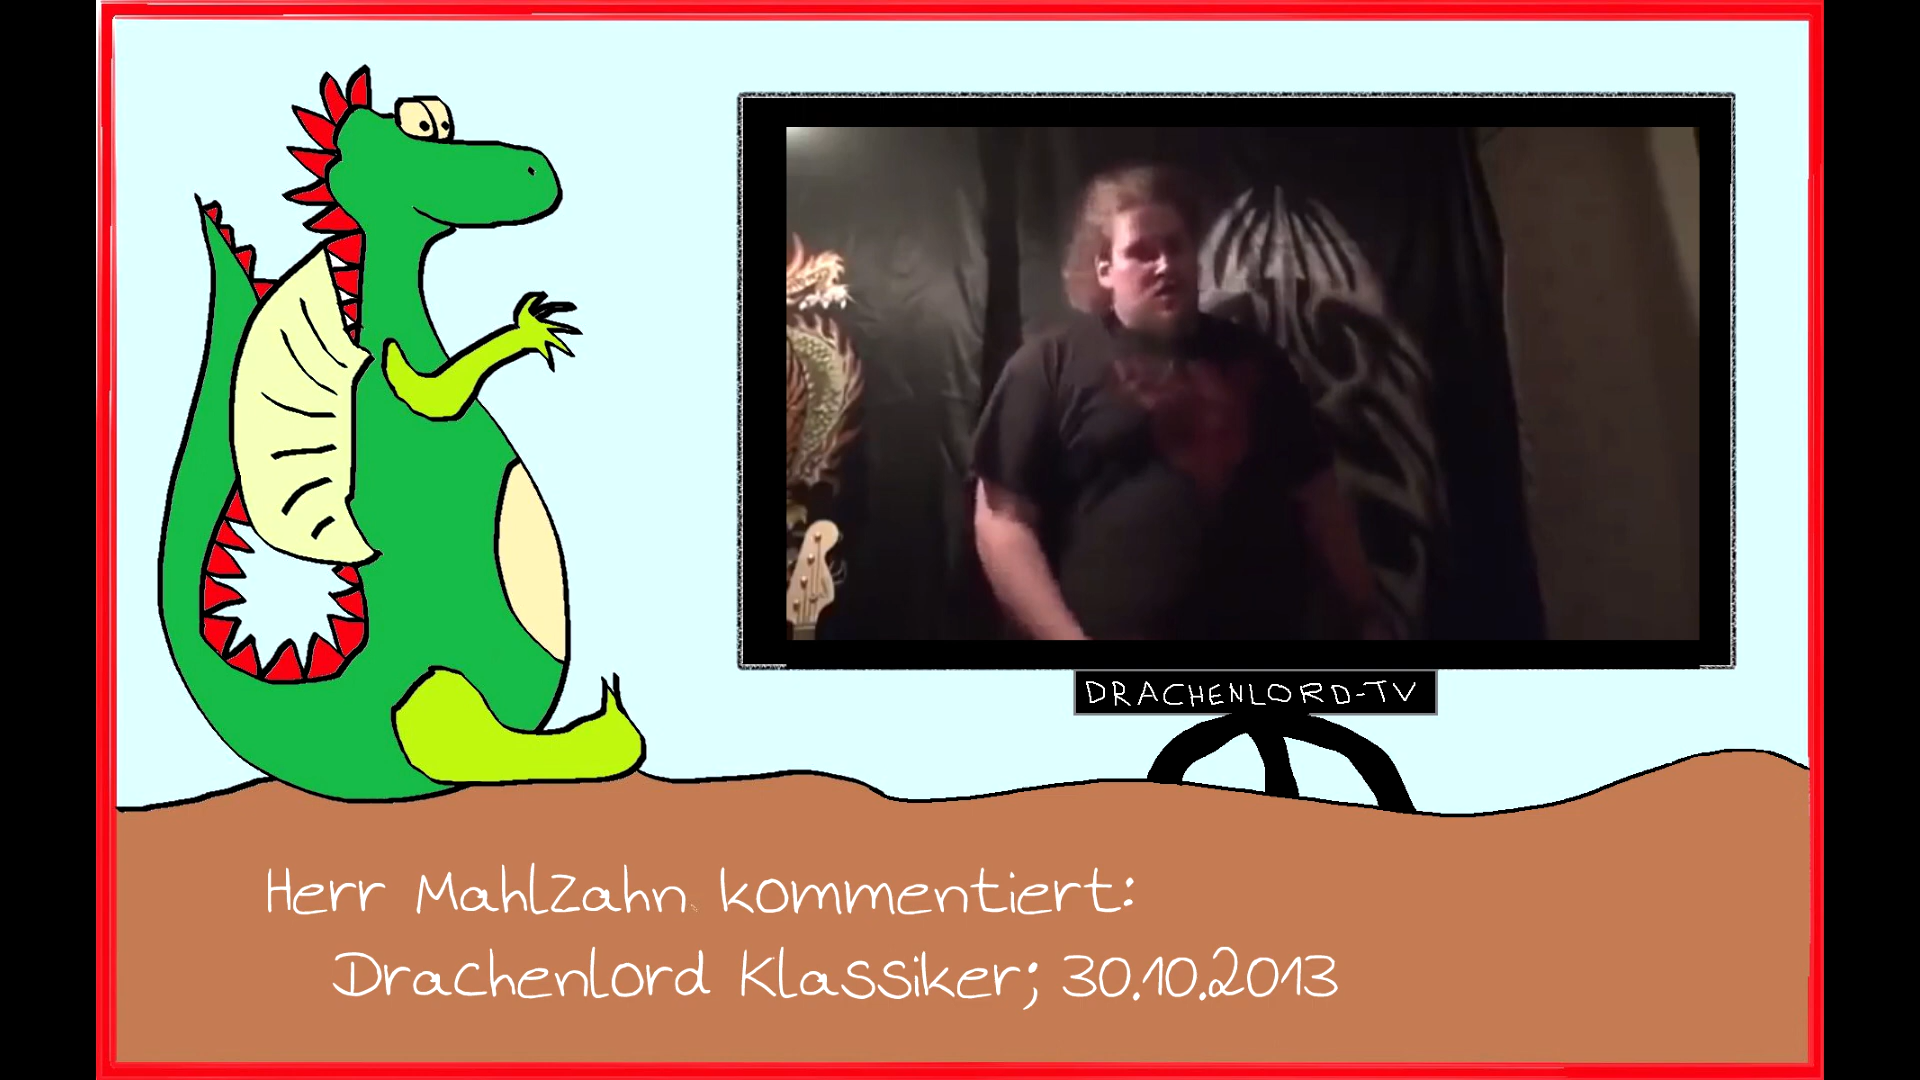 DRACHENLORD-TV
Herr Mahlzahn kommentiert:
Drachenlord Klassiker; 30.10.2013